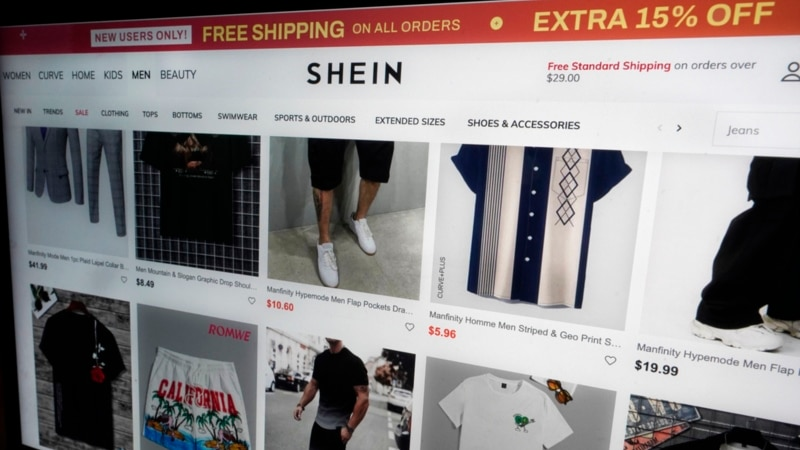 NEW USERS ONLY! FREE SHIPPING ON ALL ORDERS EXTRA 15% OFF
WOMEN CURVE HOME KIDS MEN BEAUTY
SHEIN
Free Standard Shipping on orders over
$29.00
NEW IN TRENDS SALE CLOTHING TOPS BOTTOMS SWIMWEAR SPORTS & OUTDOORS EXTENDED SIZES SHOES & ACCESSORIES
Jeans
CURVE+PLUS
Manfinity Mode Men 1pc Plaid Lapel Collar B...
$41.99
Men Mountain & Slogan Graphic Drop Shoul...
$8.49
Manfinity Hypemode Men Flap Pockets Dra...
$10.60
Manfinity Homme Men Striped & Geo Print S...
$5.96
Manfinity Hypemode Men Flap
$19.99
ROMWE
CALIFORNIA